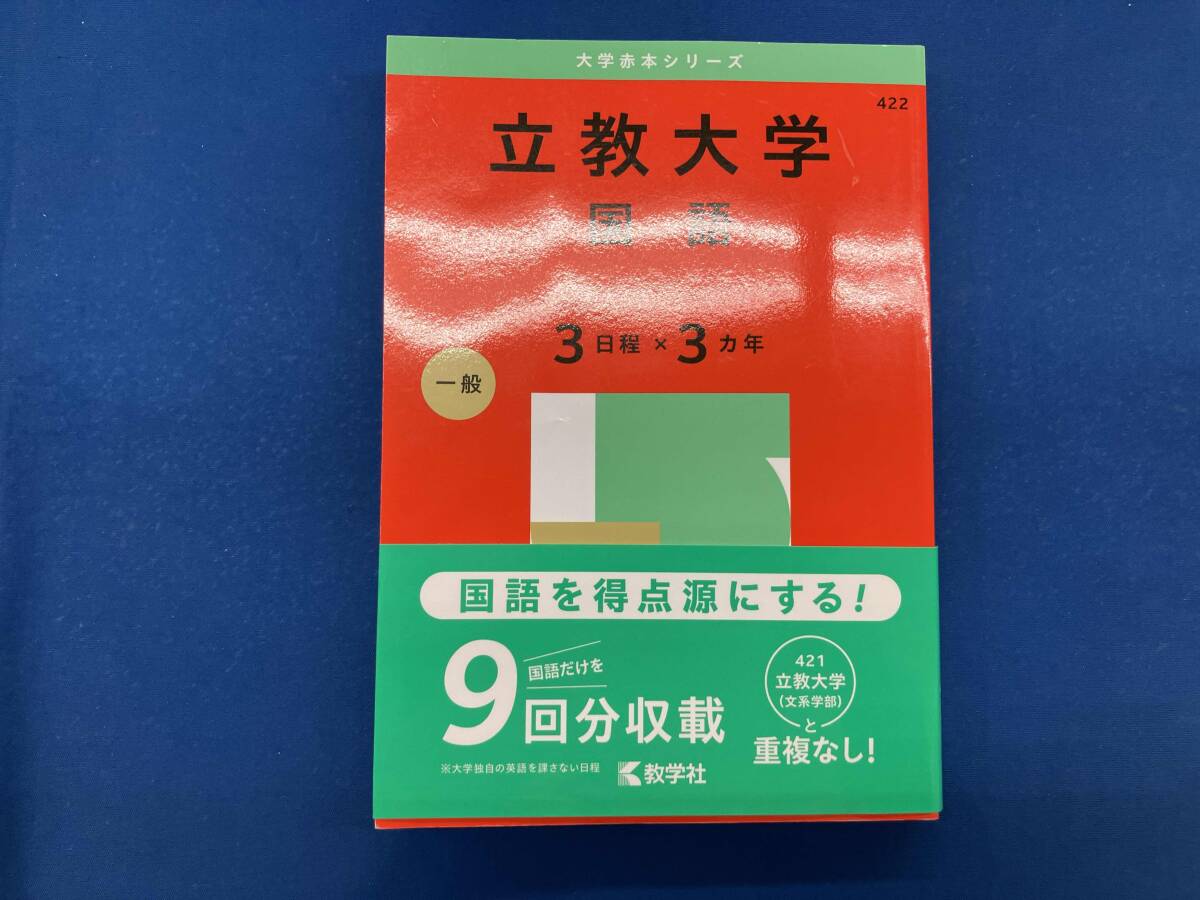 大学赤本シリーズ
422
立教大学
国語
3日程×3カ年
一般
国語を得点源にする!
国語だけを
9回分収載
※大学独自の英語を課さない日程
教学社
421
立教大学
(文系学部)
と
重複なし!